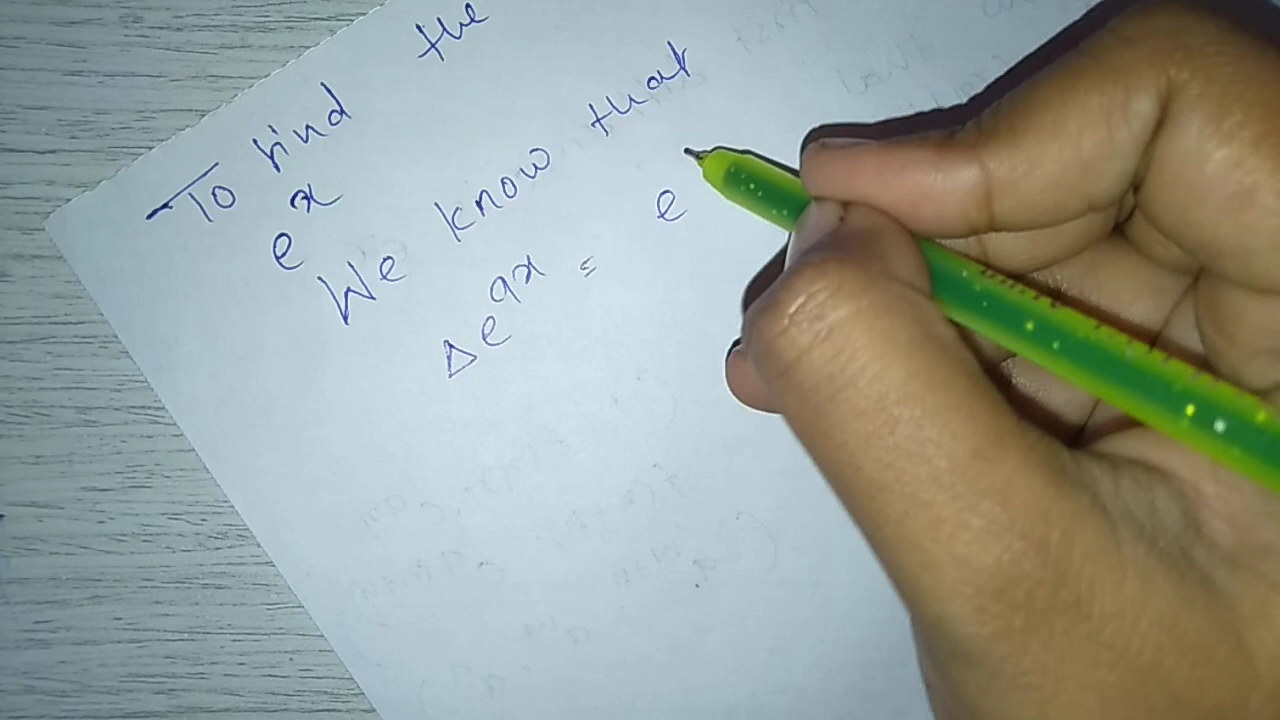 To find the
e^x
We know that
Δe^ax = e